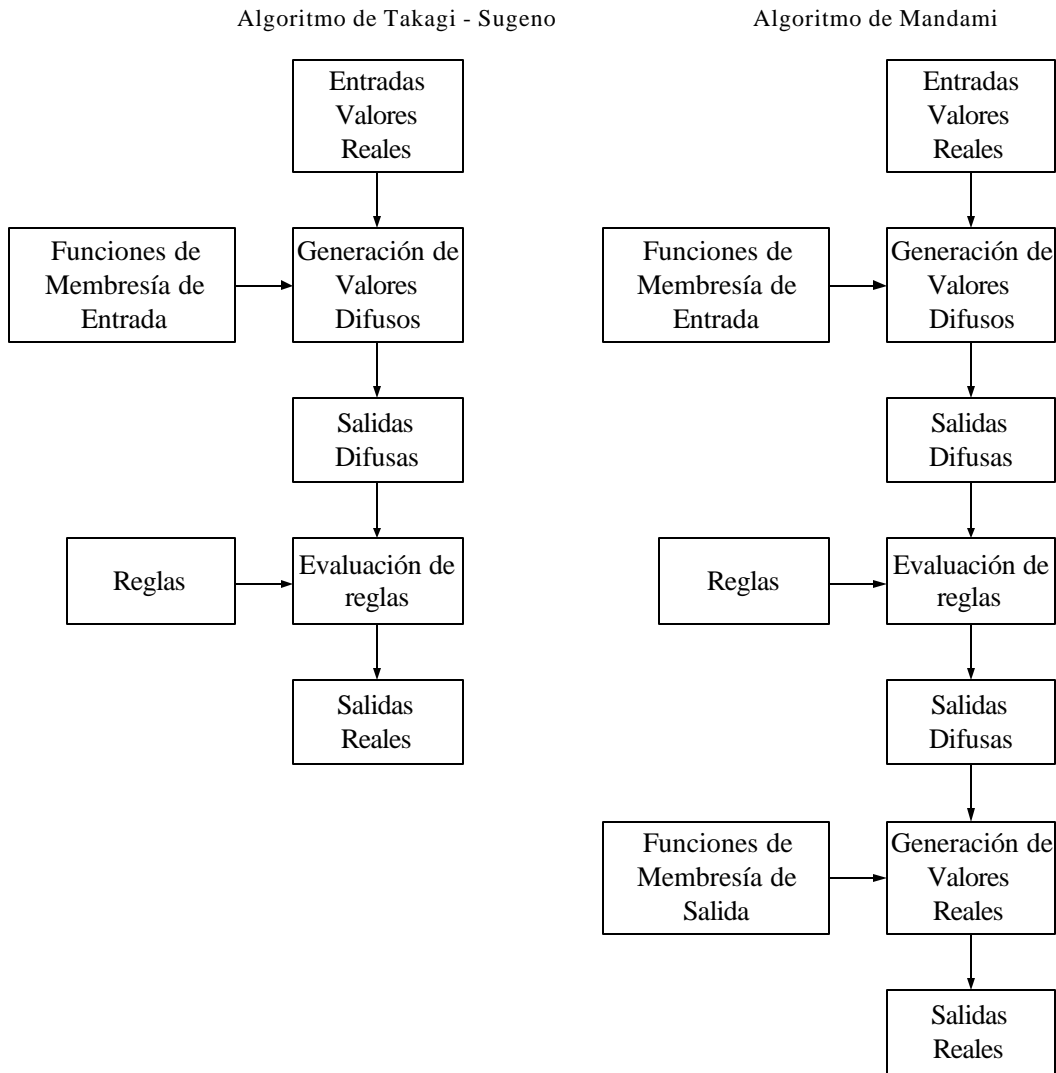 Algoritmo de Takagi - Sugeno
Entradas
Valores
Reales
Funciones de
Membresía de
Entrada
Generación de
Valores
Difusos
Salidas
Difusas
Reglas
Evaluación de
reglas
Salidas
Reales
Algoritmo de Mandami
Entradas
Valores
Reales
Funciones de
Membresía de
Entrada
Generación de
Valores
Difusos
Salidas
Difusas
Reglas
Evaluación de
reglas
Salidas
Difusas
Funciones de
Membresía de
Salida
Generación de
Valores
Reales
Salidas
Reales